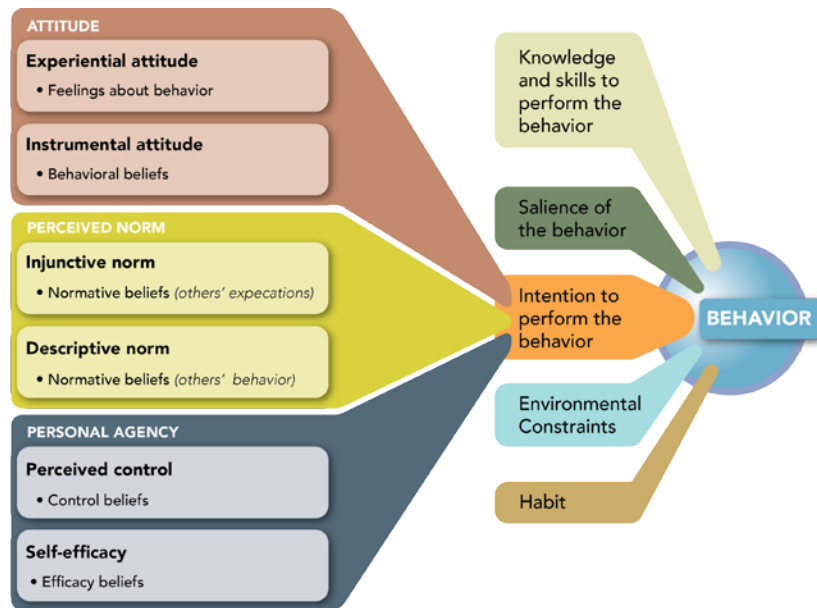 ATTITUDE
Experiential attitude
• Feelings about behavior
Instrumental attitude
• Behavioral beliefs
PERCEIVED NORM
Injunctive norm
• Normative beliefs (others' expecations)
Descriptive norm
• Normative beliefs (others' behavior)
PERSONAL AGENCY
Perceived control
• Control beliefs
Self-efficacy
• Efficacy beliefs
Knowledge
and skills to
perform the
behavior
Salience of
the behavior
Intention to
perform the
behavior
Environmental
Constraints
Habit
BEHAVIOR